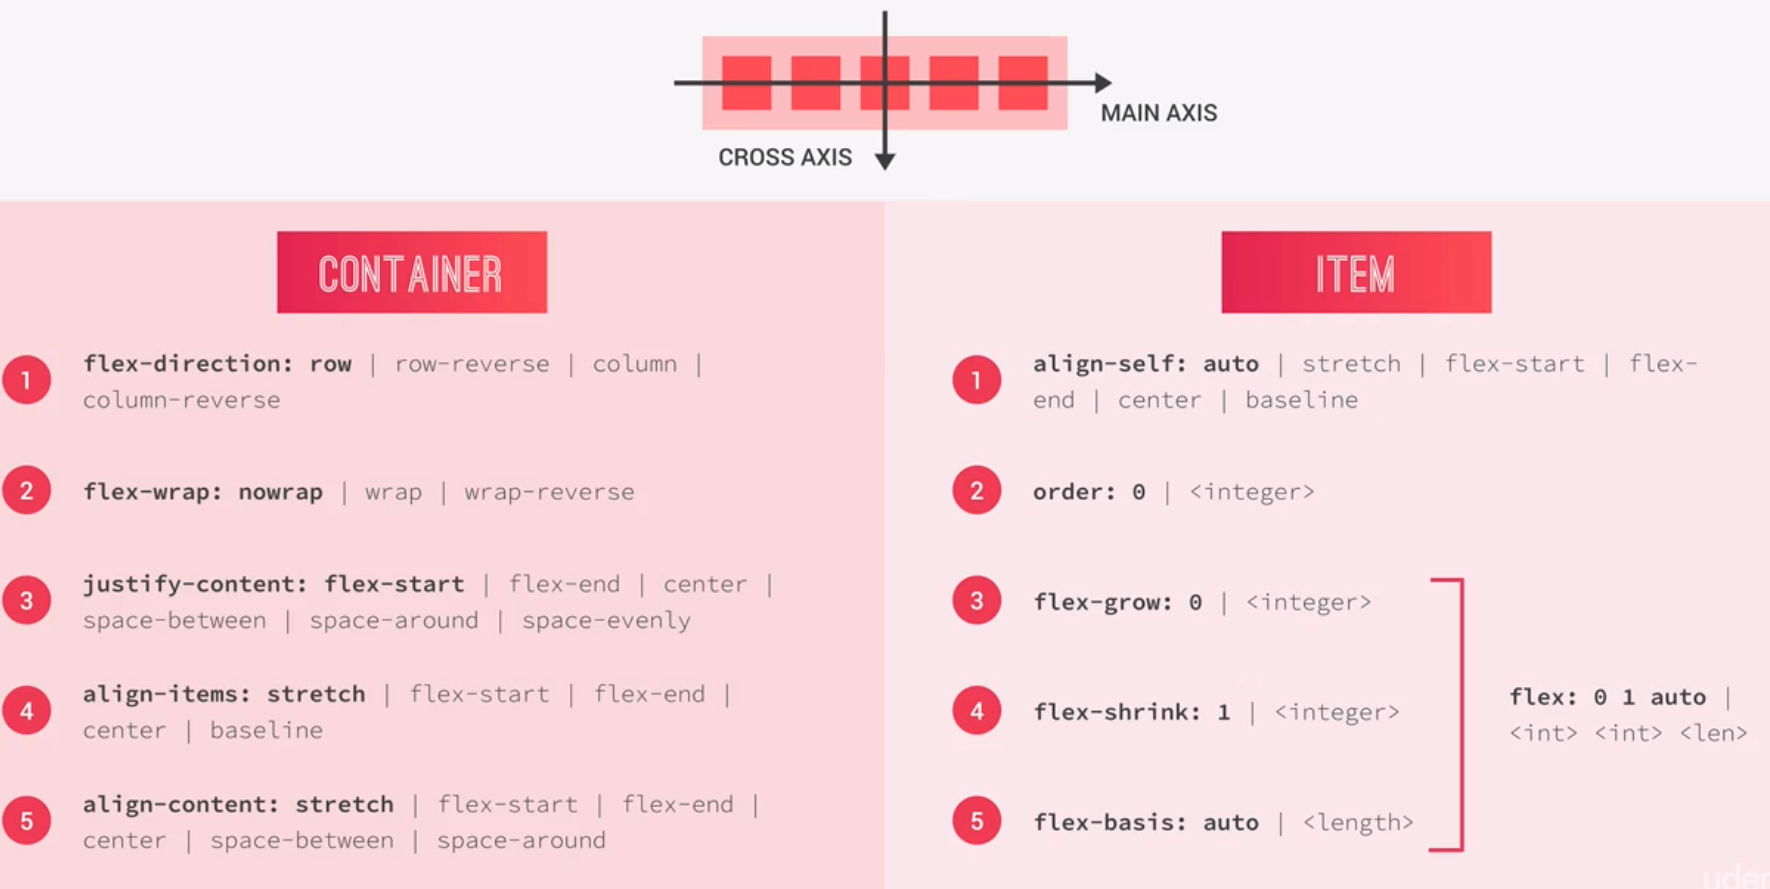 MAIN AXIS
CROSS AXIS
CONTAINER
1
flex-direction: row | row-reverse | column |
column-reverse
2
flex-wrap: nowrap | wrap | wrap-reverse
3
justify-content: flex-start | flex-end | center |
space-between | space-around | space-evenly
4
align-items: stretch | flex-start | flex-end |
center | baseline
5
align-content: stretch | flex-start | flex-end |
center | space-between | space-around
ITEM
1
align-self: auto | stretch | flex-start | flex-
end | center | baseline
2
order: 0 | <integer>
3
flex-grow: 0 | <integer>
4
flex-shrink: 1 | <integer>
5
flex-basis: auto | <length>
flex: 0 1 auto |
<int> <int> <len>